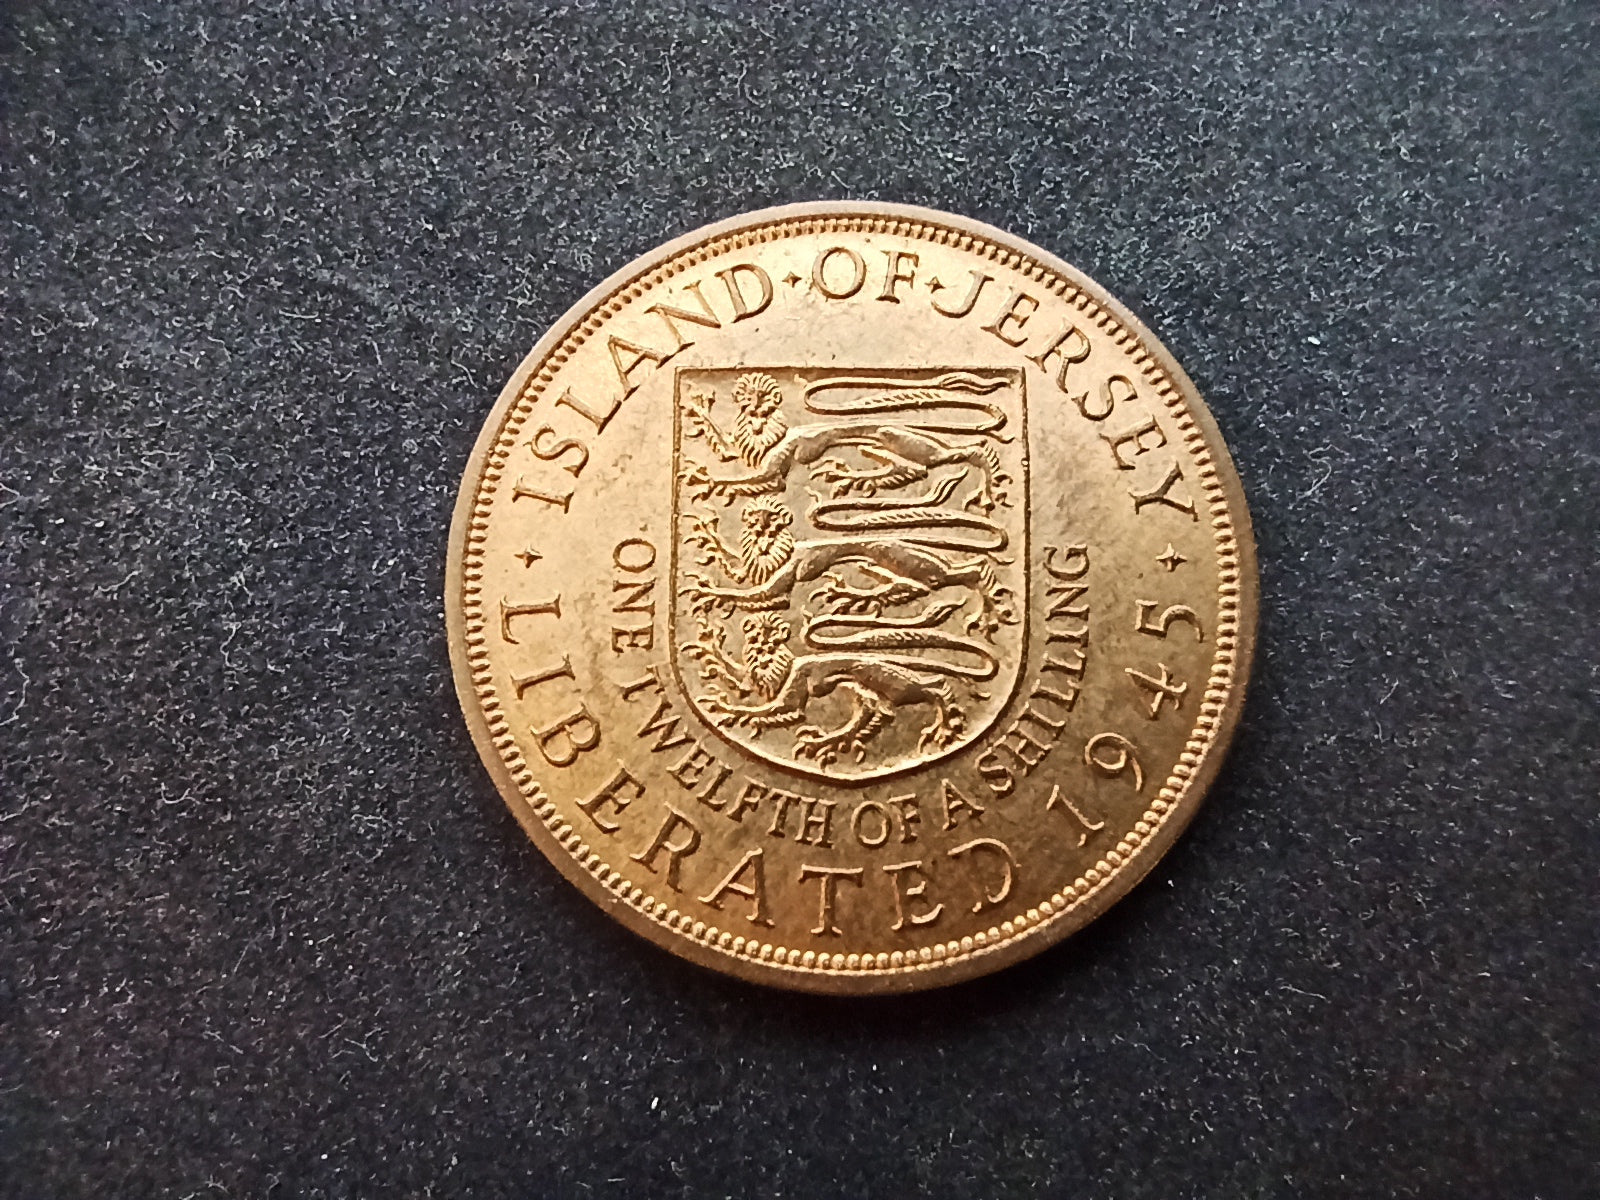 · ISLAND · OF · JERSEY ·
LIBERATED 1945
· ONE TWELFTH OF A SHILLING